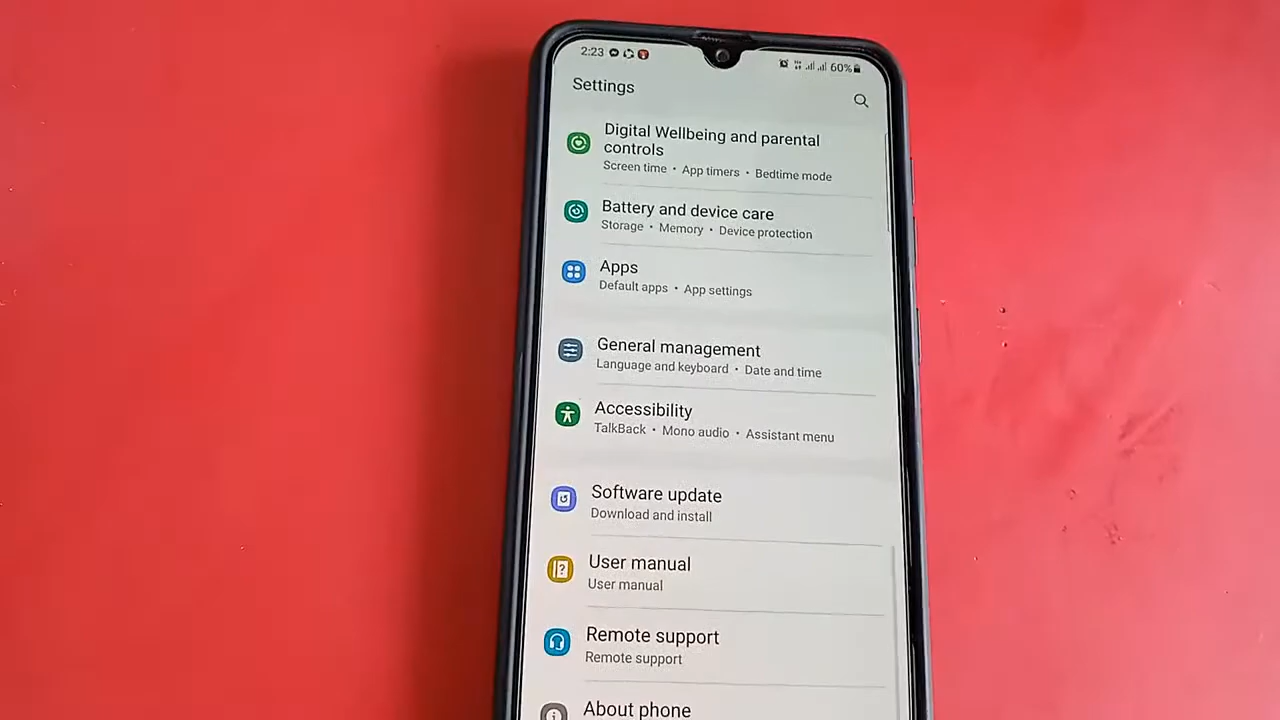 2:23
60%
Settings
Digital Wellbeing and parental
controls
Screen time • App timers • Bedtime mode
Battery and device care
Storage • Memory • Device protection
Apps
Default apps • App settings
General management
Language and keyboard • Date and time
Accessibility
TalkBack • Mono audio • Assistant menu
Software update
Download and install
User manual
User manual
Remote support
Remote support
About phone